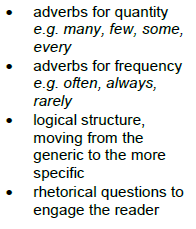 • adverbs for quantity
e.g. many, few, some,
every
• adverbs for frequency
e.g. often, always,
rarely
• logical structure,
moving from the
generic to the more
specific
• rhetorical questions to
engage the reader